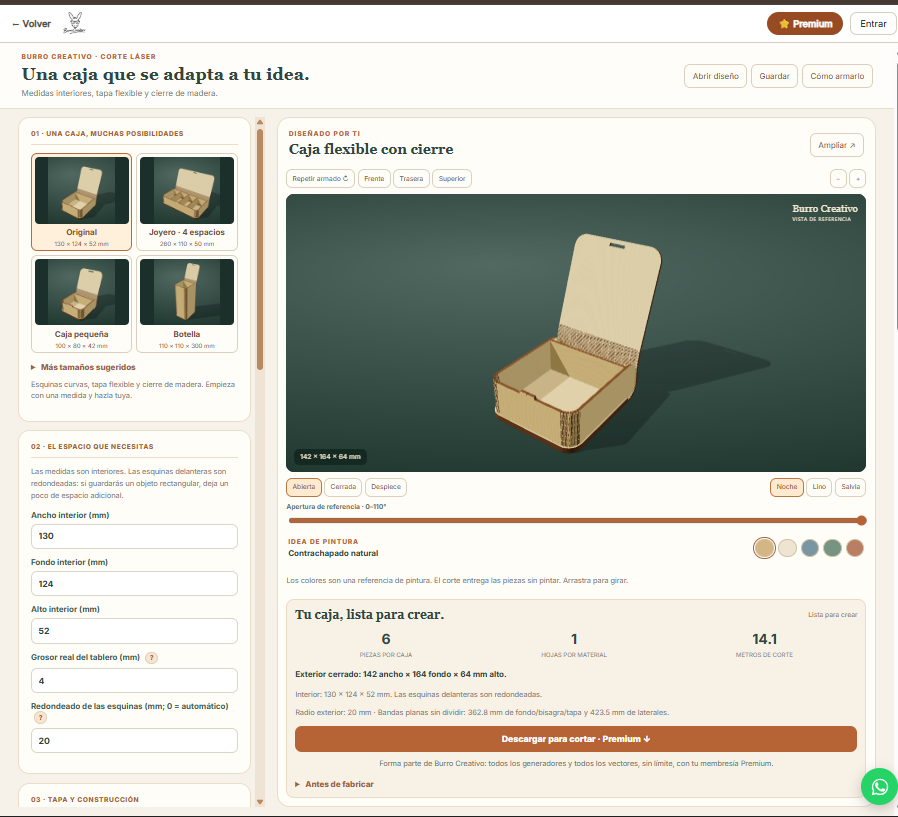 ← Volver
Burro Creativo
Premium
Entrar
BURRO CREATIVO · CORTE LÁSER
Una caja que se adapta a tu idea.
Medidas interiores, tapa flexible y cierre de madera.
Abrir diseño
Guardar
Cómo armarlo
01 · UNA CAJA, MUCHAS POSIBILIDADES
Original
130 × 124 × 52 mm
Joyero · 4 espacios
260 × 110 × 50 mm
Caja pequeña
100 × 80 × 42 mm
Botella
110 × 110 × 300 mm
Más tamaños sugeridos
Esquinas curvas, tapa flexible y cierre de madera. Empieza
con una medida y hazla tuya.
02 · EL ESPACIO QUE NECESITAS
Las medidas son interiores. Las esquinas delanteras son
redondeadas: si guardarás un objeto rectangular, deja un
poco de espacio adicional.
Ancho interior (mm)
130
Fondo interior (mm)
124
Alto interior (mm)
52
Grosor real del tablero (mm) ?
4
Redondeado de las esquinas (mm; 0 = automático)
?
20
03 · TAPA Y CONSTRUCCIÓN
DISEÑADO POR TI
Caja flexible con cierre
Ampliar ↗
Repetir armado ↻
Frente
Trasera
Superior
−
+
Burro Creativo
VISTA DE REFERENCIA
142 × 164 × 64 mm
Abierta
Cerrada
Despiece
Noche
Lino
Salvia
Apertura de referencia · 0–110°
IDEA DE PINTURA
Contrachapado natural
Los colores son una referencia de pintura. El corte entrega las piezas sin pintar. Arrastra para girar.
Tu caja, lista para crear.
Lista para crear
6
PIEZAS POR CAJA
1
HOJAS POR MATERIAL
14.1
METROS DE CORTE
Exterior cerrado: 142 ancho × 164 fondo × 64 mm alto.
Interior: 130 × 124 × 52 mm. Las esquinas delanteras son redondeadas.
Radio exterior: 20 mm · Bandas planas sin dividir: 362.8 mm de fondo/bisagra/tapa y 423.5 mm de laterales.
Descargar para cortar · Premium ↓
Forma parte de Burro Creativo: todos los generadores y todos los vectores, sin límite, con tu membresía Premium.
Antes de fabricar